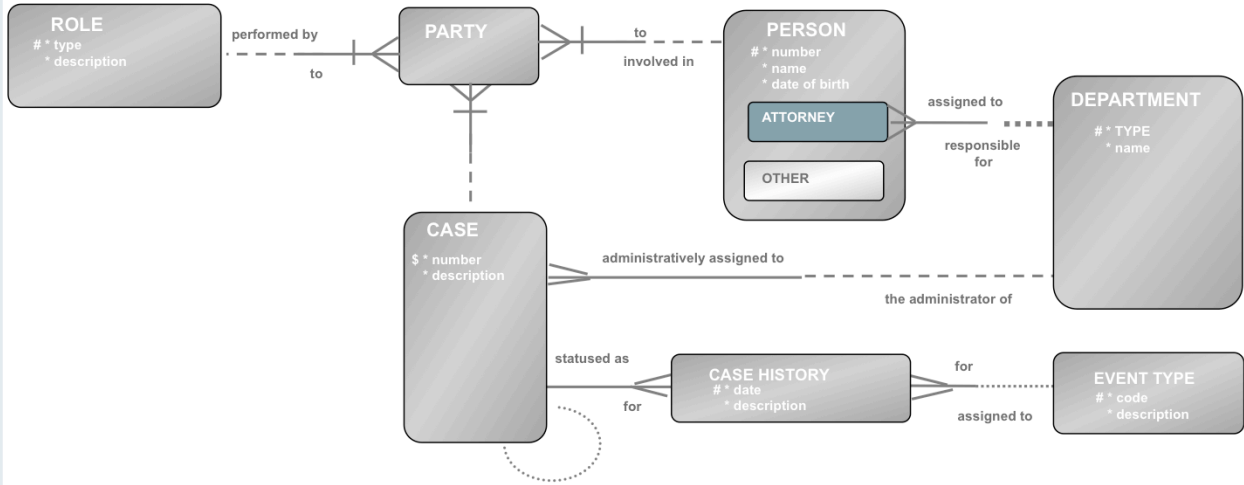 ROLE
# * type
* description
performed by
to
PARTY
to
involved in
PERSON
# * number
* name
* date of birth
ATTORNEY
OTHER
assigned to
responsible
for
DEPARTMENT
# * TYPE
* name
CASE
$ * number
* description
administratively assigned to
the administrator of
statused as
for
CASE HISTORY
# * date
* description
for
assigned to
EVENT TYPE
# * code
* description